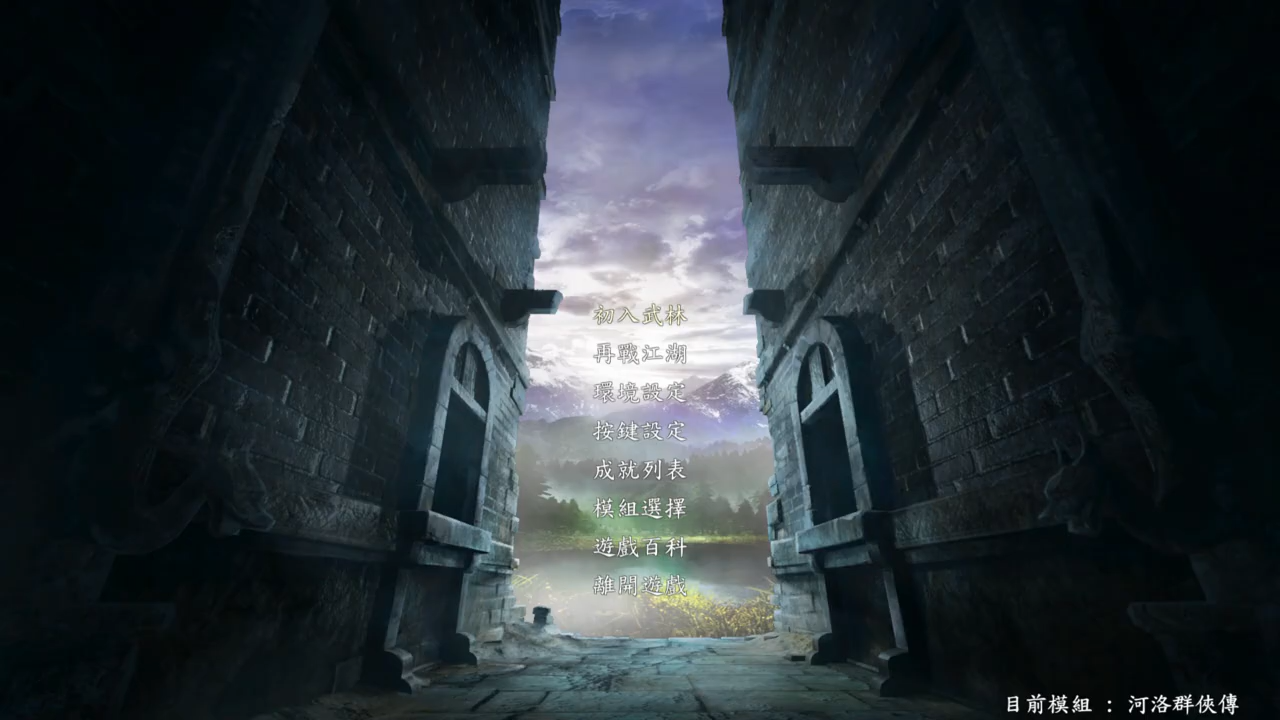 初入武林
再戰江湖
環境設定
按鍵設定
成就列表
模組選擇
遊戲百科
離開遊戲
目前模組 : 河洛群俠傳